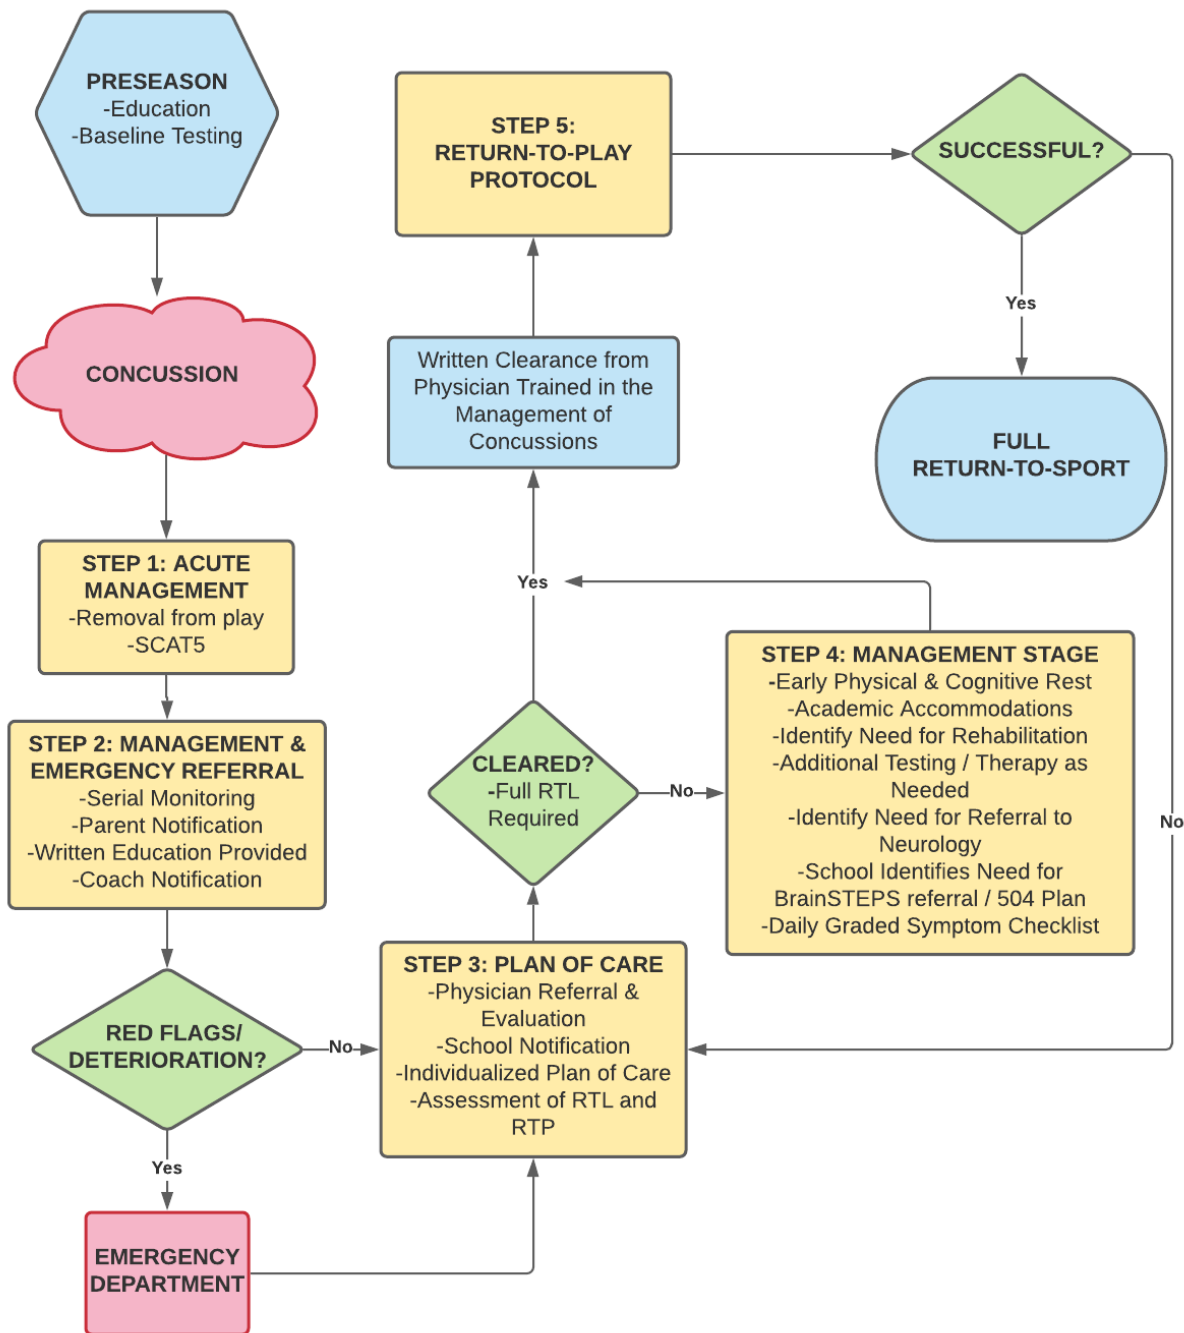 PRESEASON
-Education
-Baseline Testing
CONCUSSION
STEP 1: ACUTE
MANAGEMENT
-Removal from play
-SCAT5
STEP 2: MANAGEMENT &
EMERGENCY REFERRAL
-Serial Monitoring
-Parent Notification
-Written Education Provided
-Coach Notification
RED FLAGS/
DETERIORATION?
No
Yes
EMERGENCY
DEPARTMENT
STEP 3: PLAN OF CARE
-Physician Referral &
Evaluation
-School Notification
-Individualized Plan of Care
-Assessment of RTL and
RTP
CLEARED?
-Full RTL
Required
No
STEP 4: MANAGEMENT STAGE
-Early Physical & Cognitive Rest
-Academic Accommodations
-Identify Need for Rehabilitation
-Additional Testing / Therapy as
Needed
-Identify Need for Referral to
Neurology
-School Identifies Need for
BrainSTEPS referral / 504 Plan
-Daily Graded Symptom Checklist
Yes
Written Clearance from
Physician Trained in the
Management of
Concussions
STEP 5:
RETURN-TO-PLAY
PROTOCOL
SUCCESSFUL?
Yes
FULL
RETURN-TO-SPORT
No